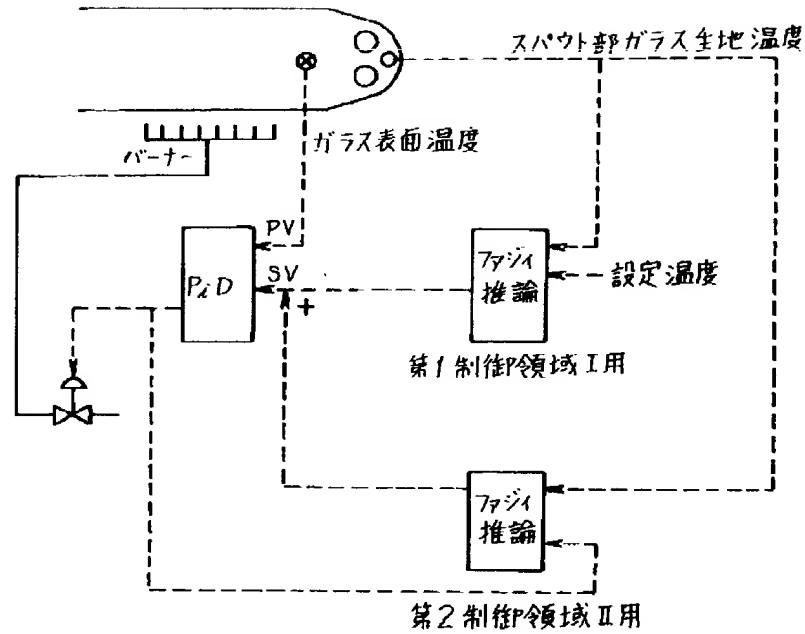 スパウト部ガラス生地温度
ガラス表面温度
バーナー
PV
SV
+
PiD
ファジィ
推論
設定温度
第1制御領域I用
ファジィ
推論
第2制御領域II用